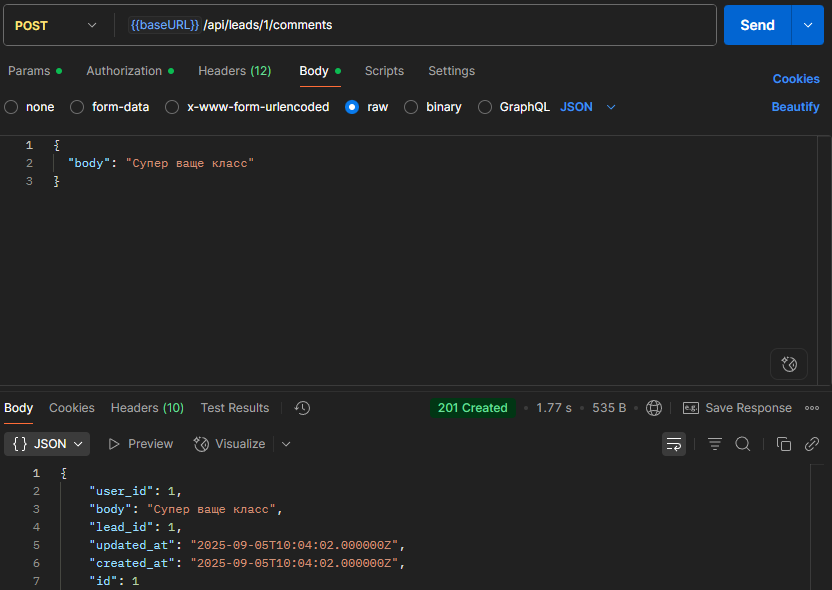 POST {{baseURL}} /api/leads/1/comments Send
Params Authorization Headers (12) Body Scripts Settings Cookies
none form-data x-www-form-urlencoded raw binary GraphQL JSON Beautify
1 {
2 "body": "Супер ваще класс"
3 }
Body Cookies Headers (10) Test Results 201 Created 1.77 s 535 B e.g. Save Response
{} JSON Preview Visualize
1 {
2 "user_id": 1,
3 "body": "Супер ваще класс",
4 "lead_id": 1,
5 "updated_at": "2025-09-05T10:04:02.000000Z",
6 "created_at": "2025-09-05T10:04:02.000000Z",
7 "id": 1